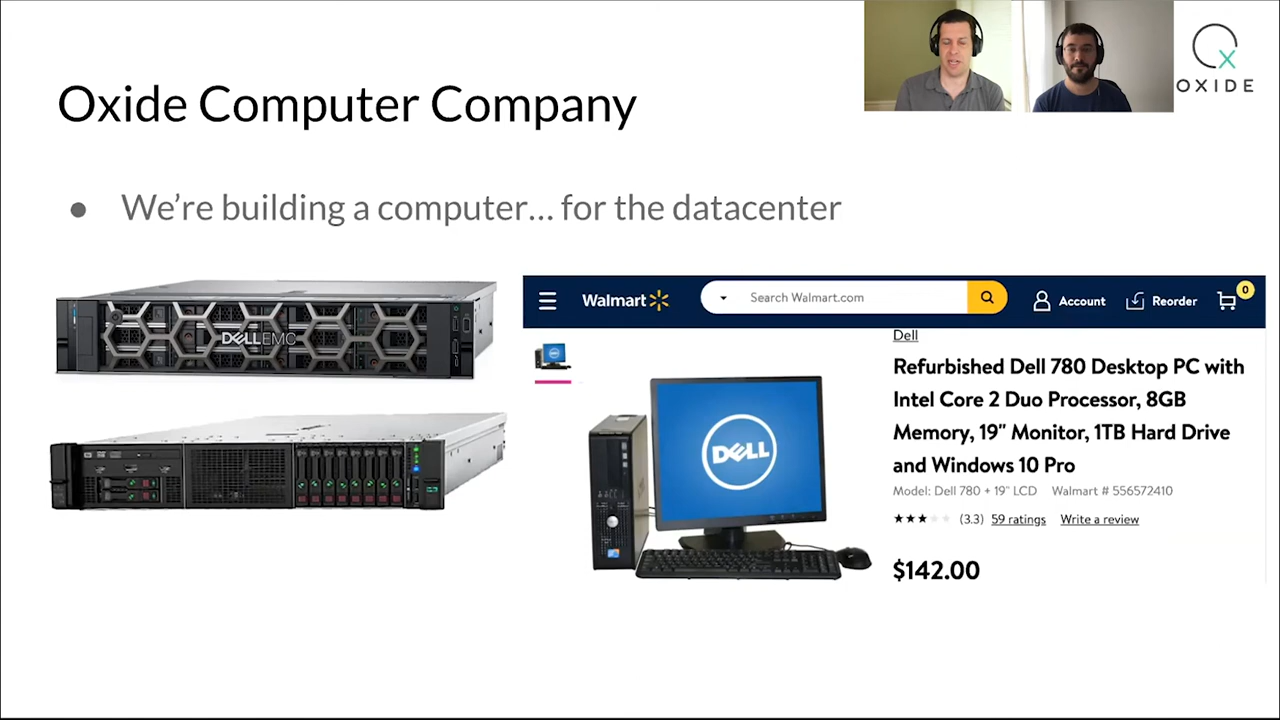 OXIDE
Oxide Computer Company
We're building a computer... for the datacenter
DELLEMC
Walmart
Search Walmart.com
Account
Reorder
0
Dell
Refurbished Dell 780 Desktop PC with
Intel Core 2 Duo Processor, 8GB
Memory, 19" Monitor, 1TB Hard Drive
and Windows 10 Pro
Model: Dell 780 + 19" LCD Walmart # 556572410
(3.3) 59 ratings Write a review
$142.00
DELL